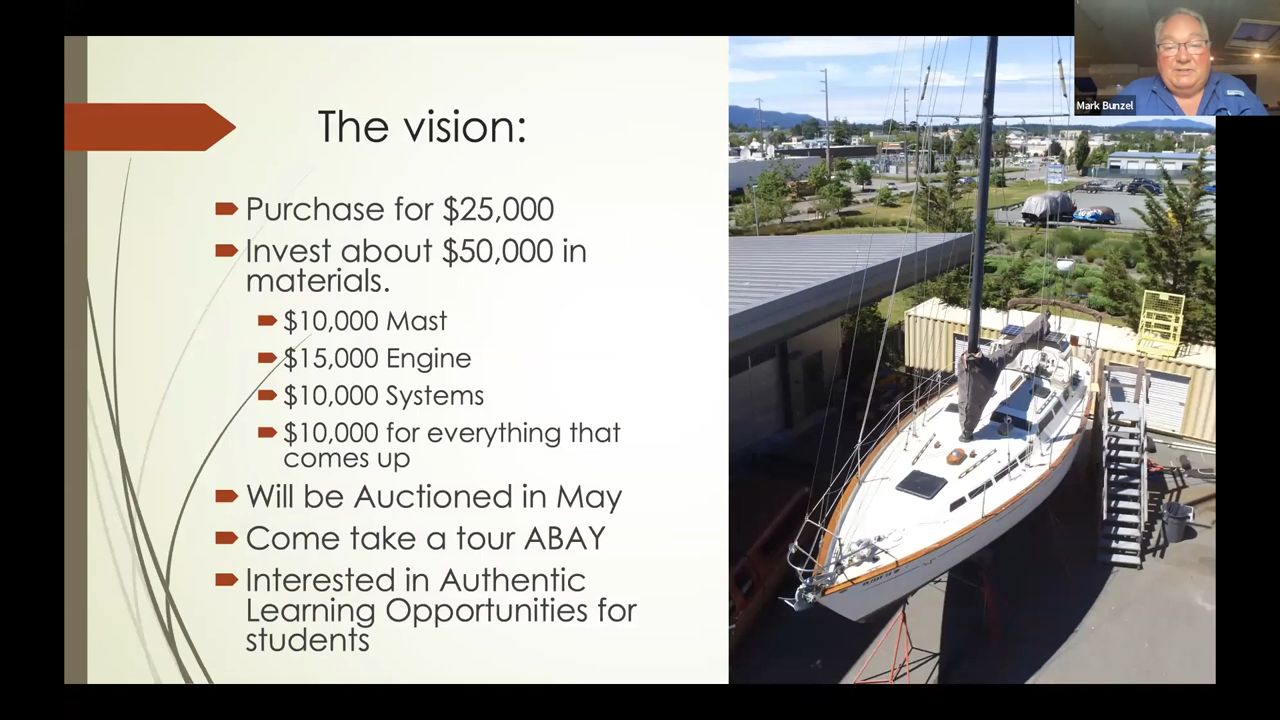 Mark Bunzel
The vision:
Purchase for $25,000
Invest about $50,000 in
materials.
$10,000 Mast
$15,000 Engine
$10,000 Systems
$10,000 for everything that
comes up
Will be Auctioned in May
Come take a tour ABAY
Interested in Authentic
Learning Opportunities for
students